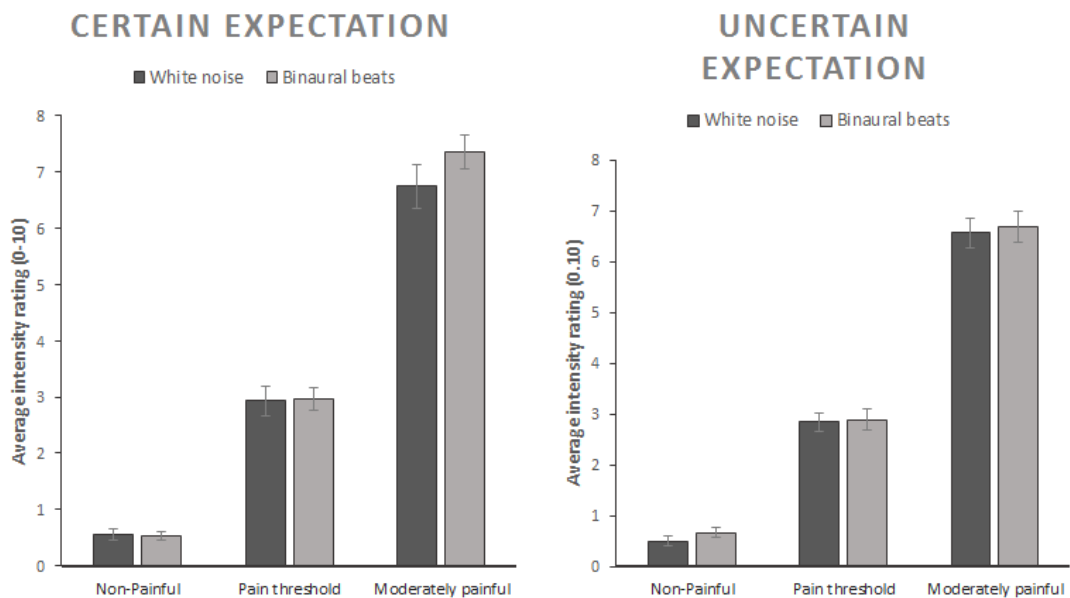 CERTAIN EXPECTATION
White noise
Binaural beats
Average intensity rating (0-10)
8
7
6
5
4
3
2
1
0
Non-Painful
Pain threshold
Moderately painful
UNCERTAIN
EXPECTATION
White noise
Binaural beats
Average intensity rating (0.10)
8
7
6
5
4
3
2
1
0
Non-Painful
Pain threshold
Moderately painful